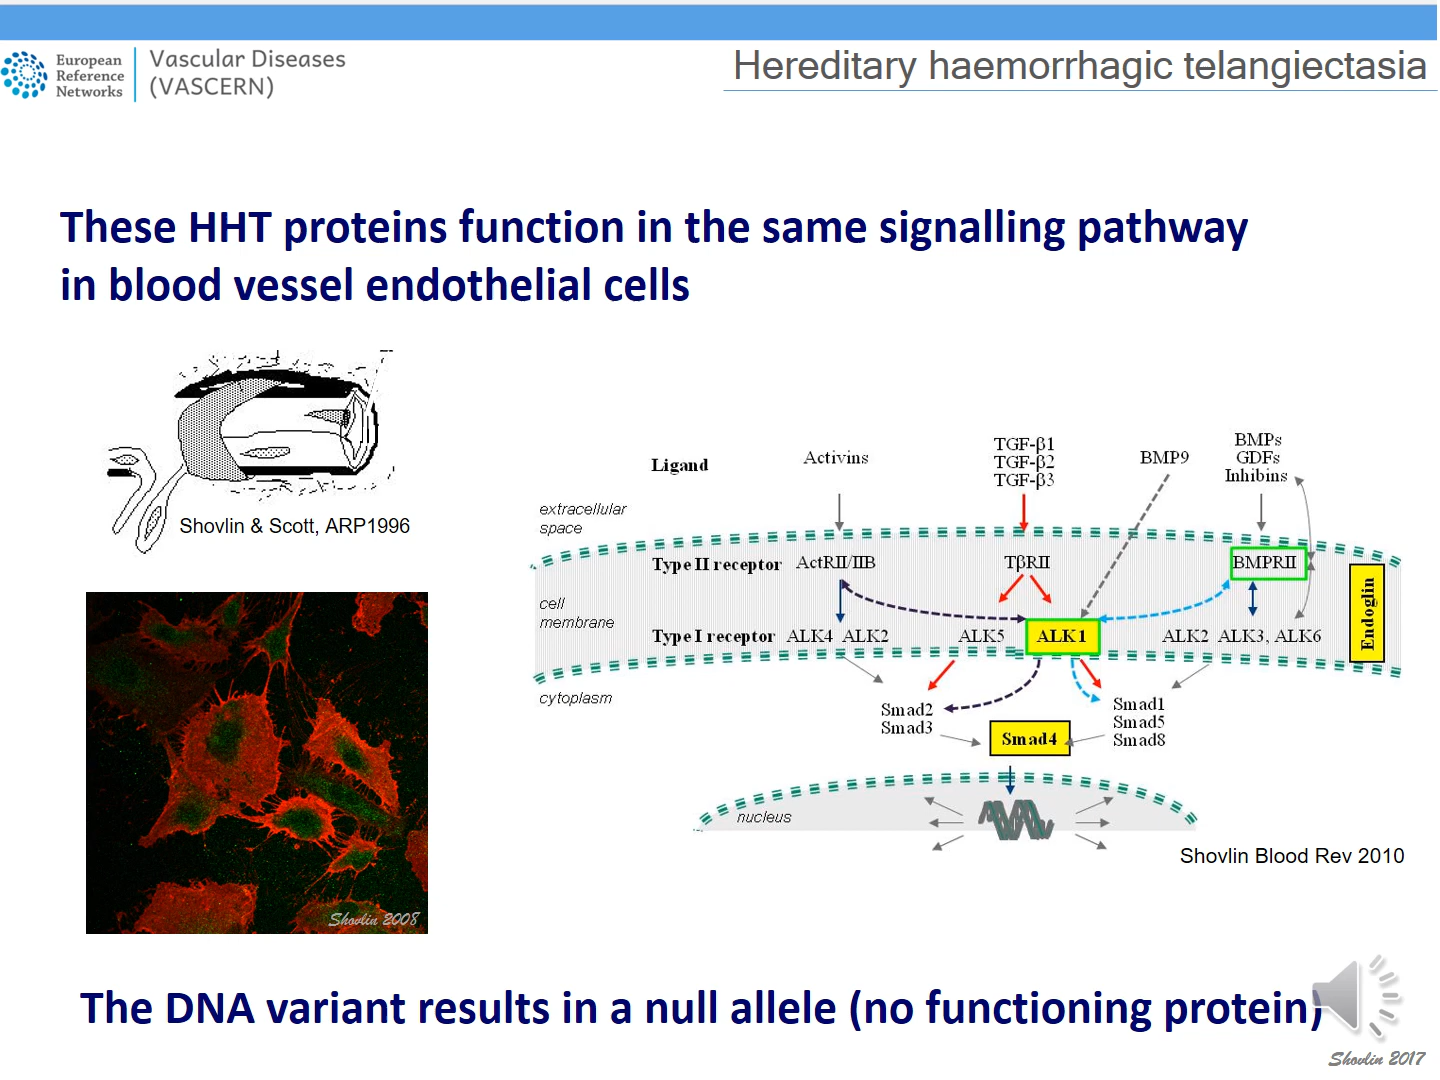 European
Reference
Networks
Vascular Diseases
(VASCERN)
Hereditary haemorrhagic telangiectasia
These HHT proteins function in the same signalling pathway
in blood vessel endothelial cells
Shovlin & Scott, ARP1996
Shovlin 2008
Ligand
Activins
TGF-β1
TGF-β2
TGF-β3
BMP9
BMPs
GDFs
Inhibins
extracellular
space
Type II receptor
ActRII/IIB
TβRII
BMPRII
cell
membrane
Endoglin
Type I receptor
ALK4 ALK2
ALK5
ALK1
ALK2 ALK3, ALK6
cytoplasm
Smad2
Smad3
Smad4
Smad1
Smad5
Smad8
nucleus
Shovlin Blood Rev 2010
The DNA variant results in a null allele (no functioning protein)
Shovlin 2017